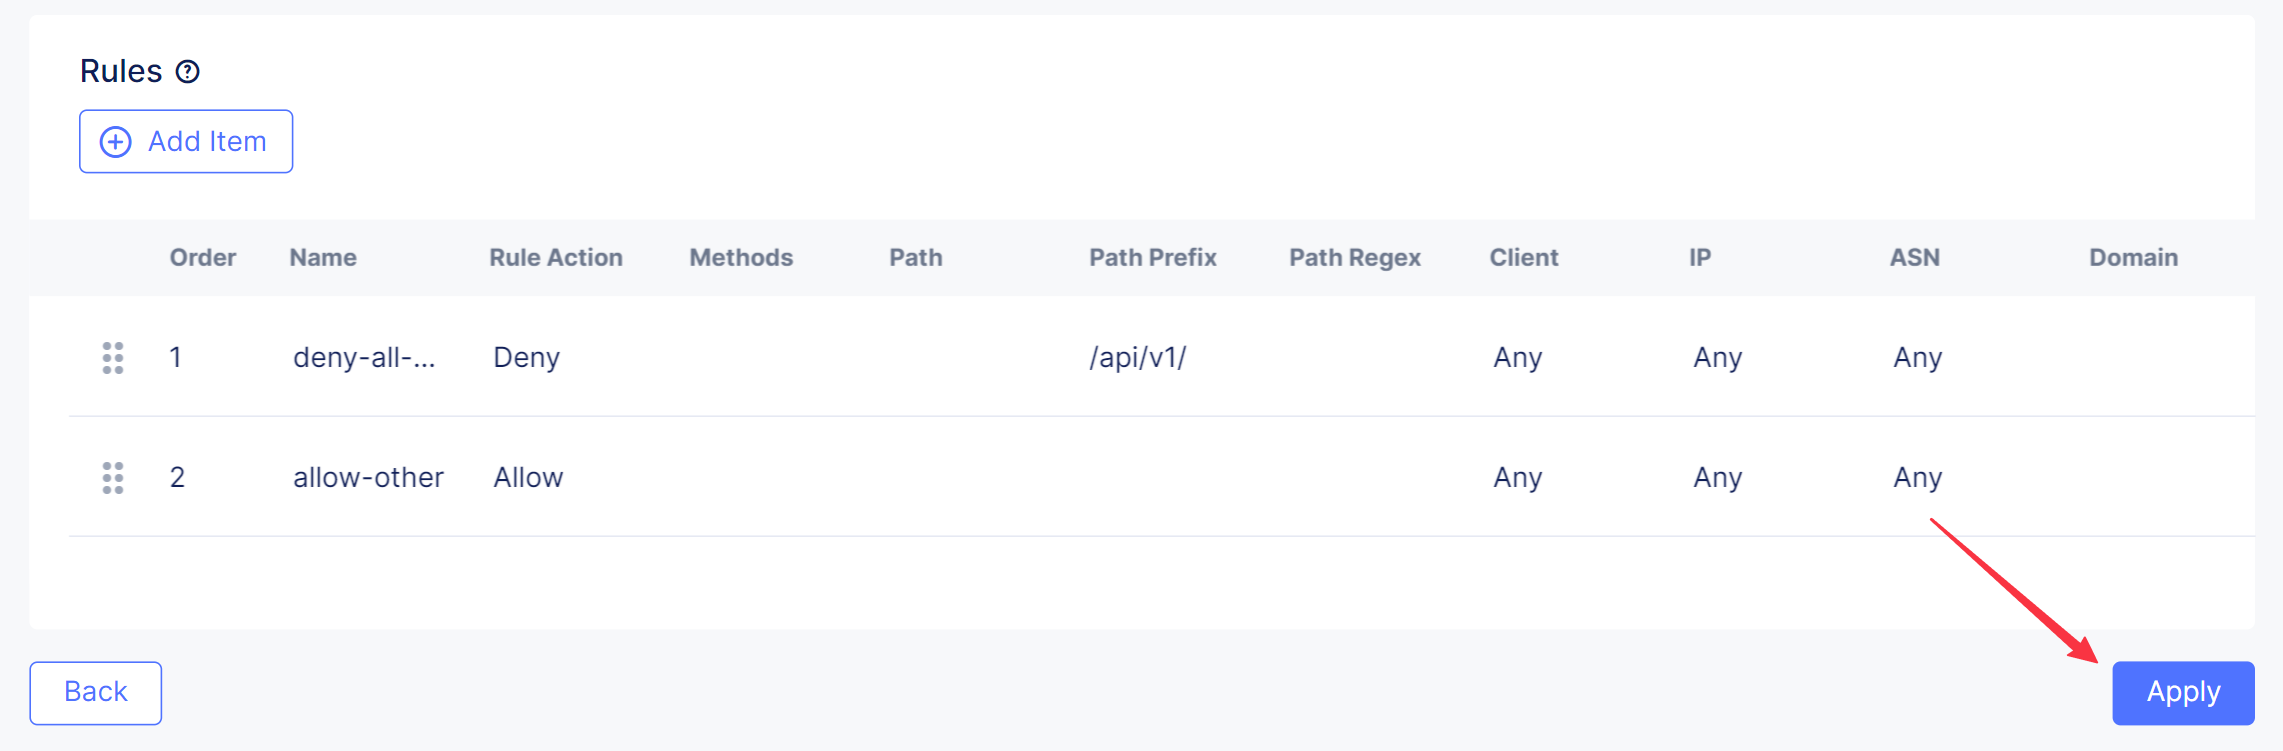 Rules
Add Item
Order Name Rule Action Methods Path Path Prefix Path Regex Client IP ASN Domain
1 deny-all-... Deny /api/v1/ Any Any Any
2 allow-other Allow Any Any Any
Back Apply